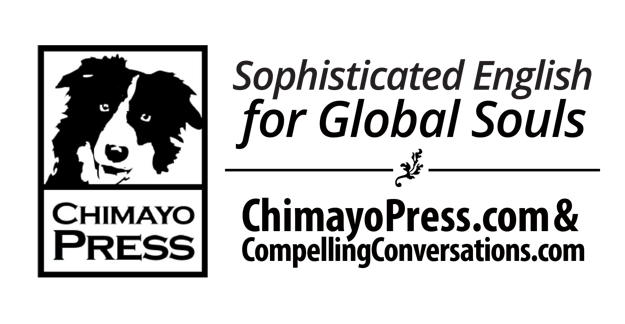 CHIMAYO
PRESS
Sophisticated English
for Global Souls
ChimayoPress.com &
CompellingConversations.com